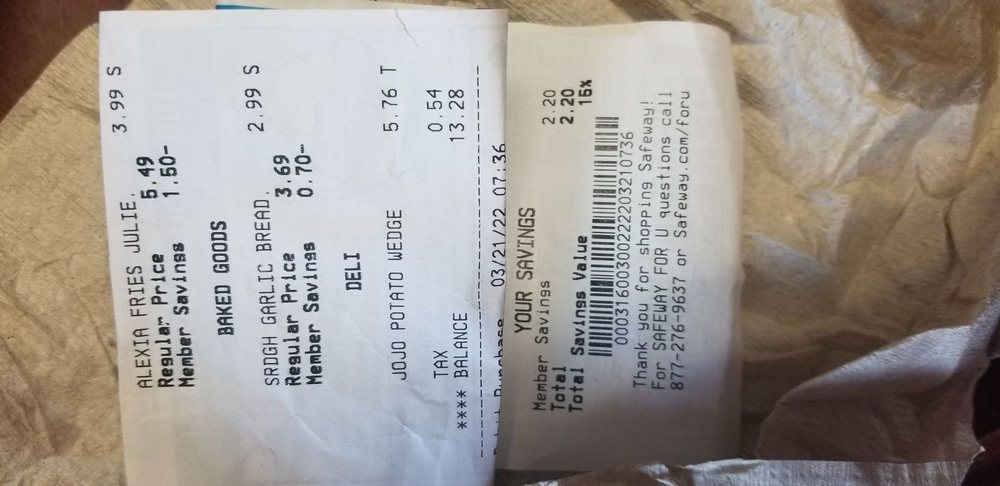 ALEXIA FRIES JULIE. 3.99 S
Regular Price 5.49
Member Savings 1.50-
BAKED GOODS
SRDGH GARLIC BREAD. 2.99 S
Regular Price 3.69
Member Savings 0.70-
DELI
JOJO POTATO WEDGE 5.76 T
TAX 0.54
**** BALANCE 13.28
03/21/22 07:36
YOUR SAVINGS
Member Savings 2.20
Total 2.20
Total Savings Value 15%
00031600300222203210736
Thank you for shopping Safeway!
For SAFEWAY FOR U questions call
877-276-9637 or Safeway.com/foru